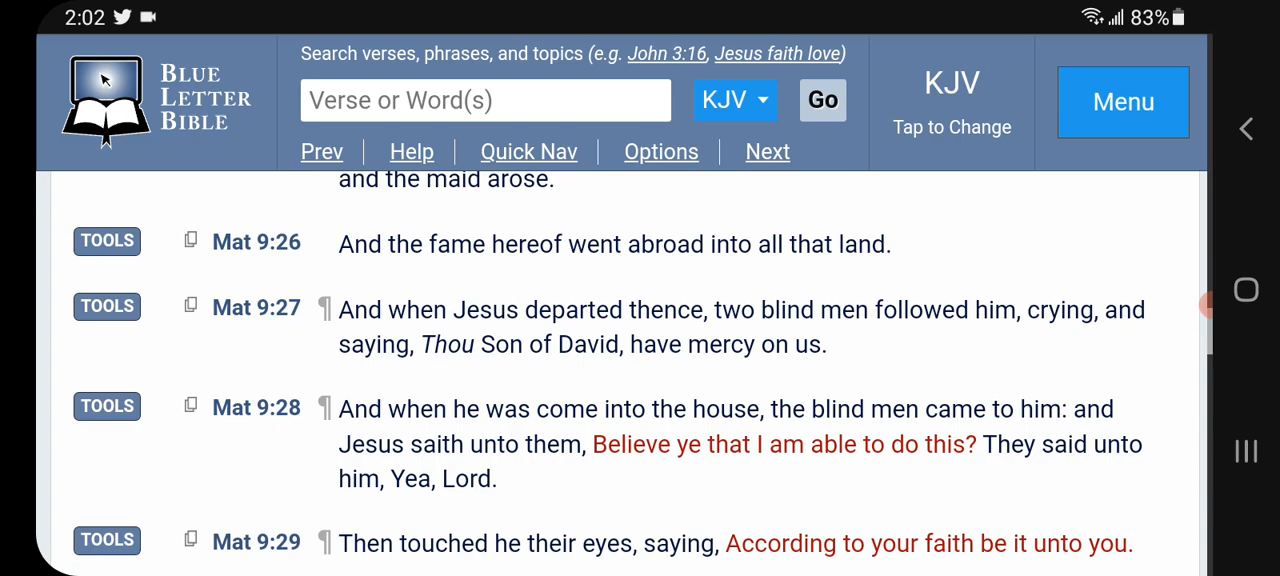 2:02 83%
Search verses, phrases, and topics (e.g. John 3:16, Jesus faith love)
BLUE
LETTER
BIBLE
Verse or Word(s) KJV Go
KJV
Tap to Change
Menu
Prev Help Quick Nav Options Next
and the maid arose.
TOOLS Mat 9:26 And the fame hereof went abroad into all that land.
TOOLS Mat 9:27 ¶ And when Jesus departed thence, two blind men followed him, crying, and
saying, Thou Son of David, have mercy on us.
TOOLS Mat 9:28 ¶ And when he was come into the house, the blind men came to him: and
Jesus saith unto them, Believe ye that I am able to do this? They said unto
him, Yea, Lord.
TOOLS Mat 9:29 ¶ Then touched he their eyes, saying, According to your faith be it unto you.